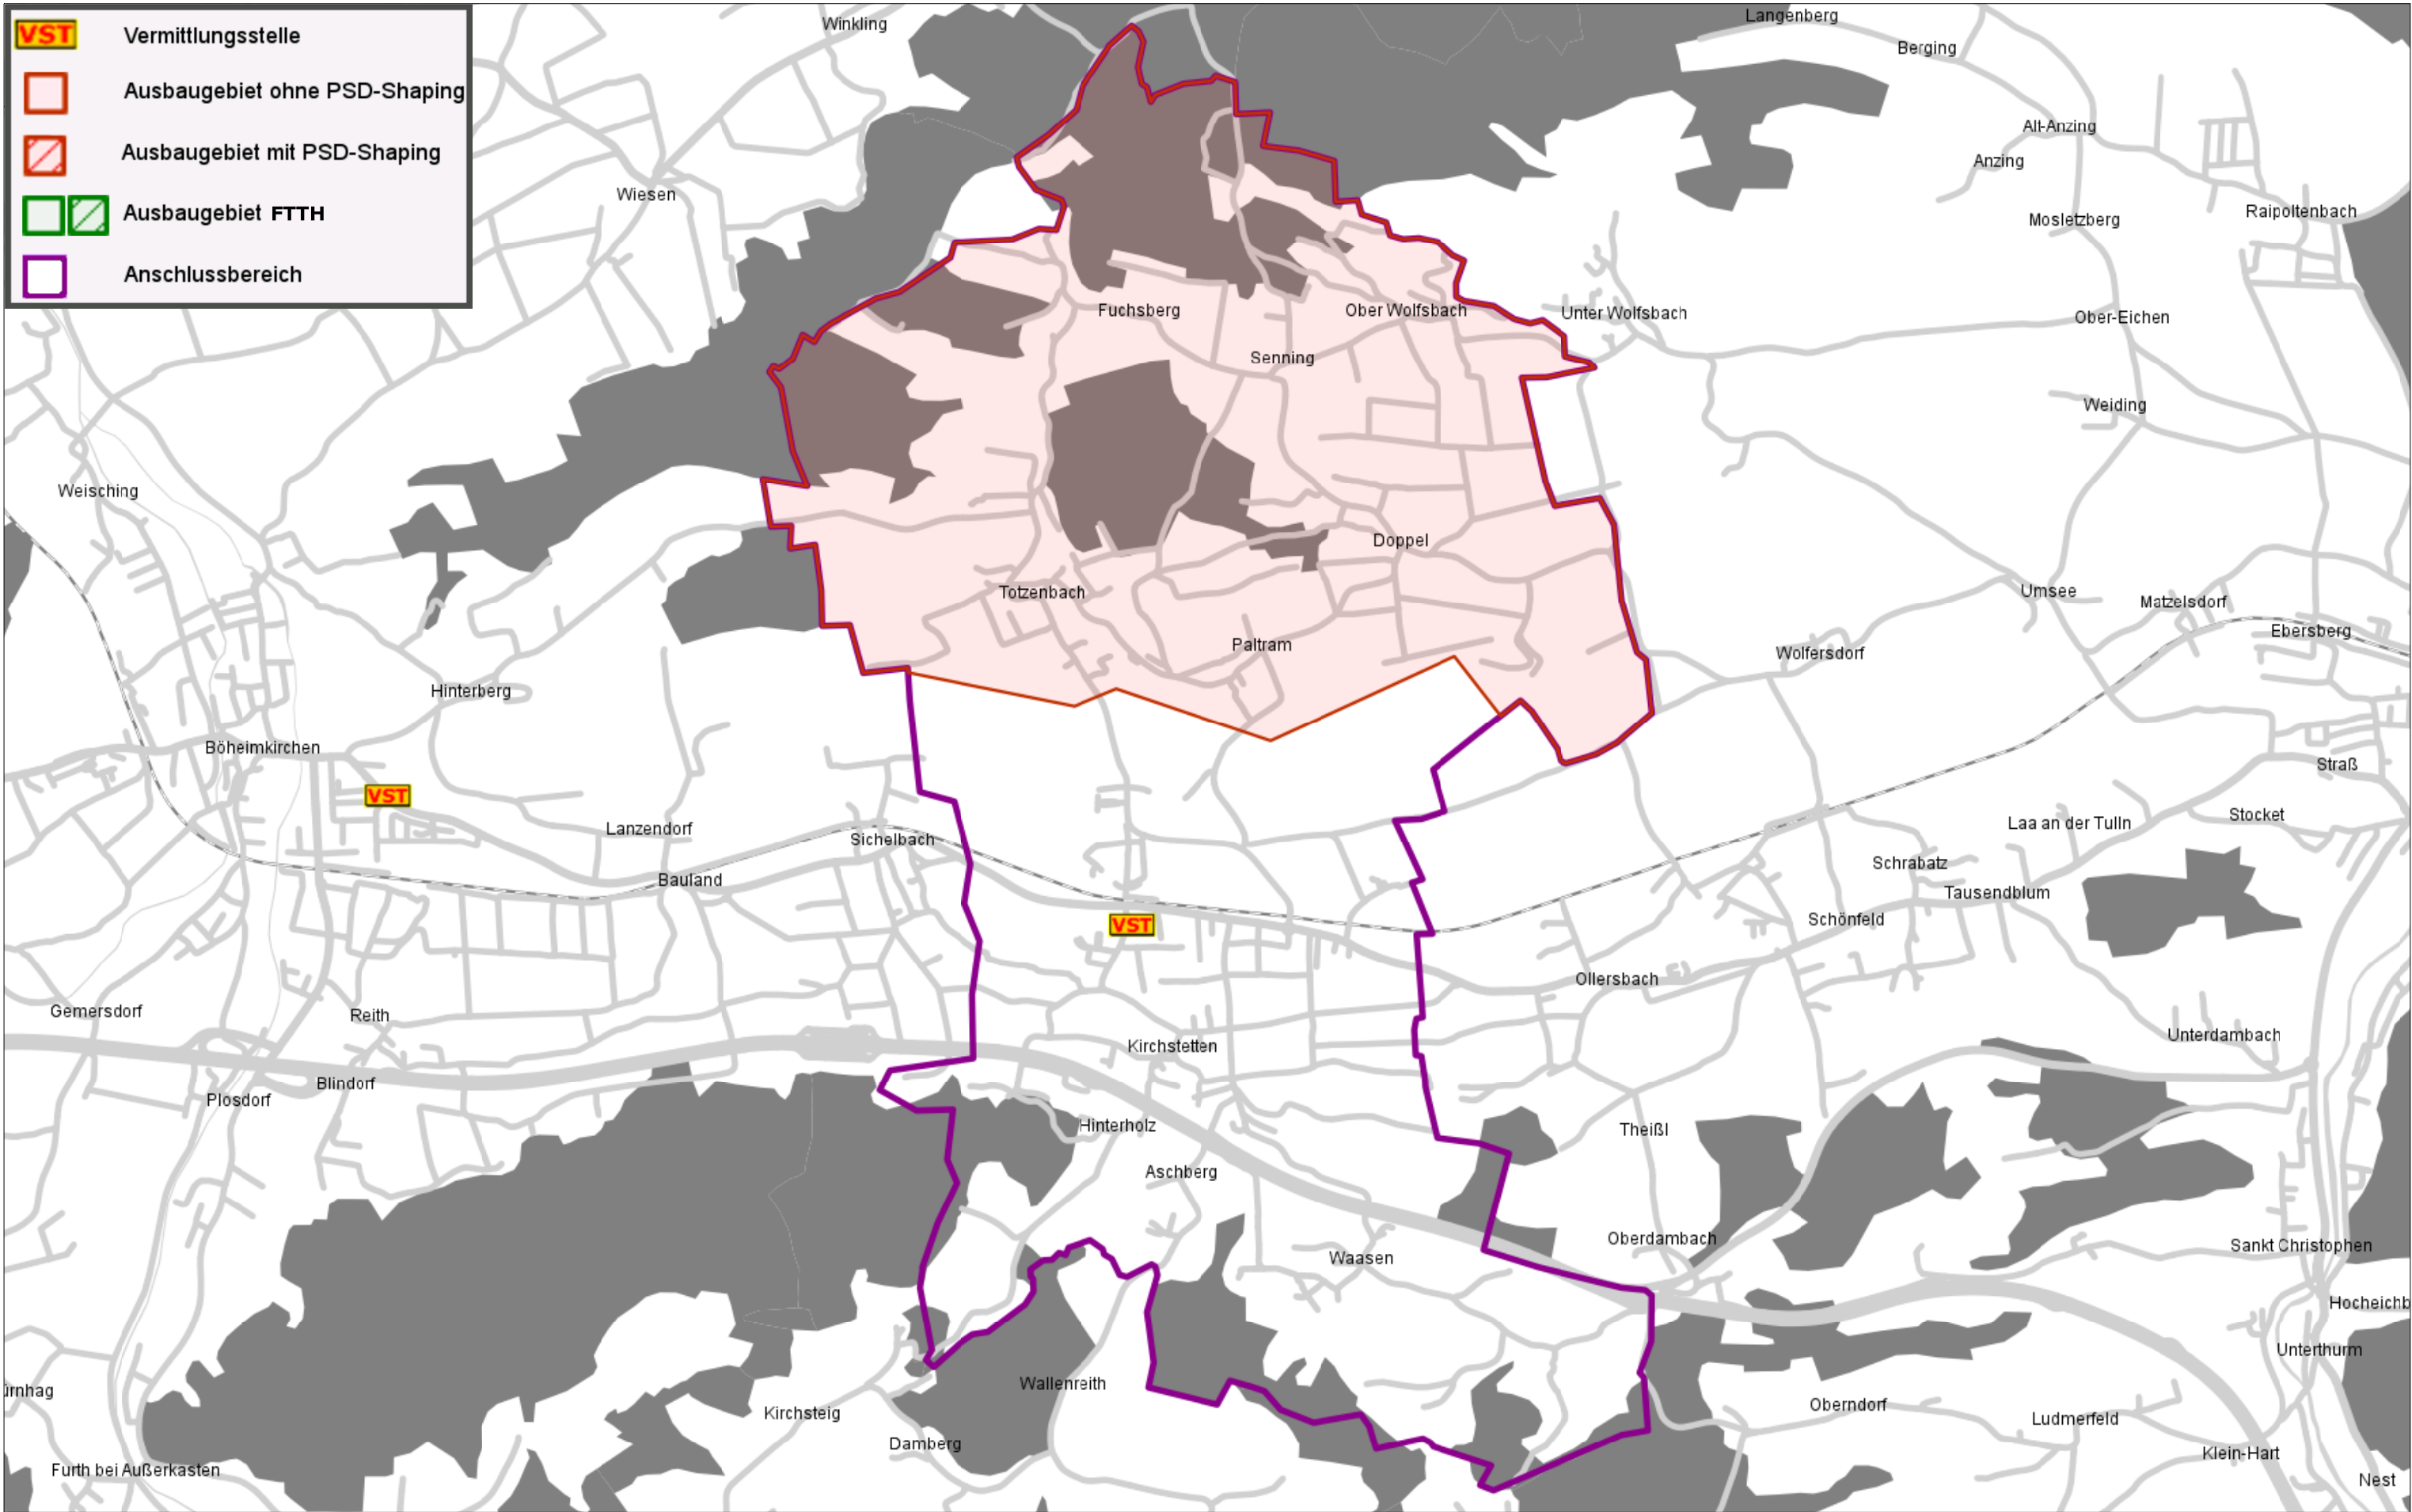 VST Vermittlungsstelle
Ausbaugebiet ohne PSD-Shaping
Ausbaugebiet mit PSD-Shaping
Ausbaugebiet FTTH
Anschlussbereich
Winkling
Langenberg
Berging
Alt-Anzing
Anzing
Wiesen
Mosletzberg
Raipoltenbach
Fuchsberg
Ober Wolfsbach
Unter Wolfsbach
Ober-Eichen
Senning
Weiding
Weisching
Doppel
Totzenbach
Umsee
Matzelsdorf
Ebersberg
Paltram
Wolfersdorf
Hinterberg
Böheimkirchen
Straß
VST
Lanzendorf
Sichelbach
Laa an der Tulln
Stocket
Bauland
Schrabatz
Tausendblum
VST
Schönfeld
Ollersbach
Gemersdorf
Reith
Kirchstetten
Unterdambach
Blindorf
Plosdorf
Hinterholz
Theißl
Aschberg
Oberdambach
Waasen
Sankt Christophen
Hocheichb
Unterthurm
ürnhag
Wallenreith
Kirchsteig
Oberndorf
Ludmerfeld
Damberg
Klein-Hart
Furth bei Außerkasten
Nest